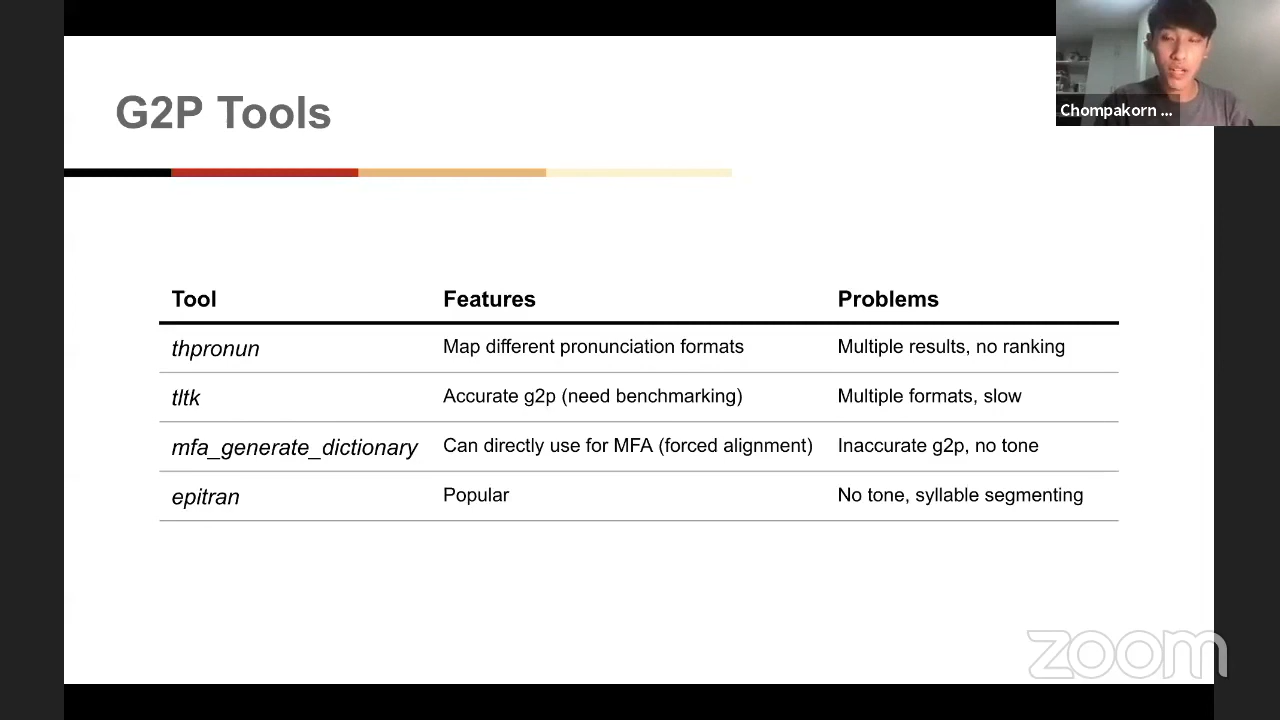 G2P Tools
Chompakorn ...
Tool Features Problems
thpronun Map different pronunciation formats Multiple results, no ranking
tltk Accurate g2p (need benchmarking) Multiple formats, slow
mfa_generate_dictionary Can directly use for MFA (forced alignment) Inaccurate g2p, no tone
epitran Popular No tone, syllable segmenting
zoom